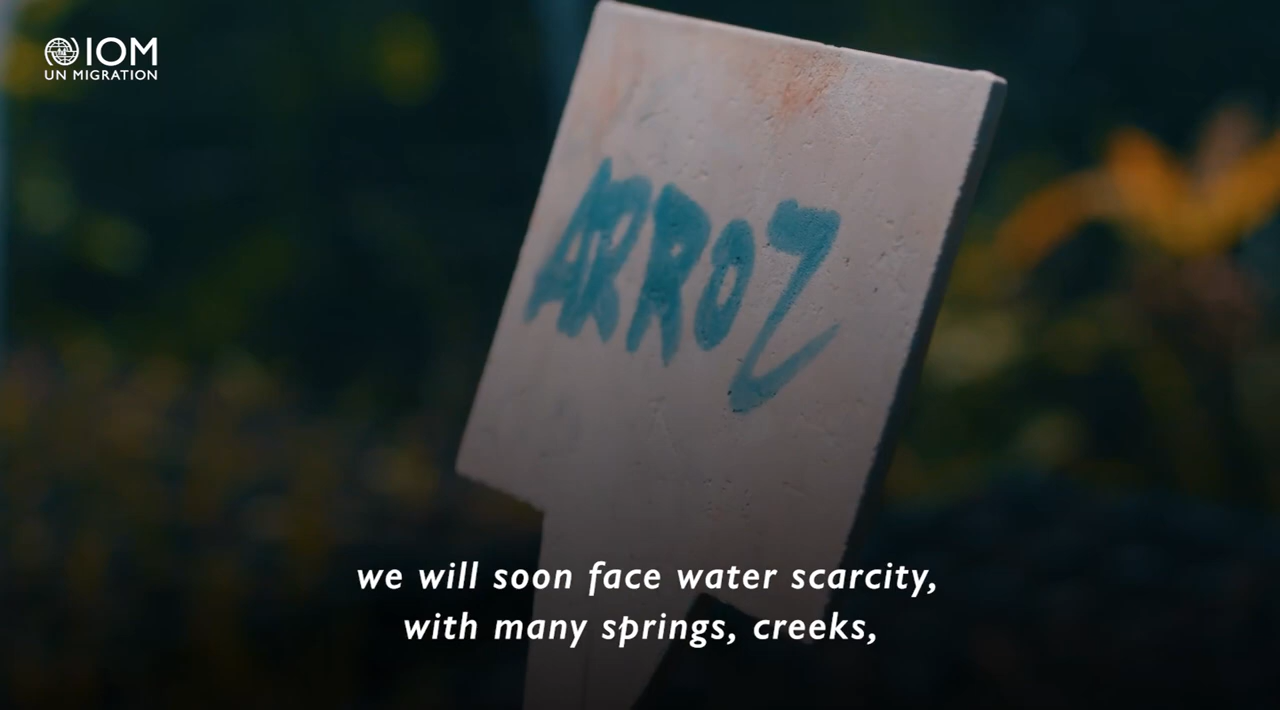 IOM
UN MIGRATION
ARROZ
we will soon face water scarcity,
with many springs, creeks,